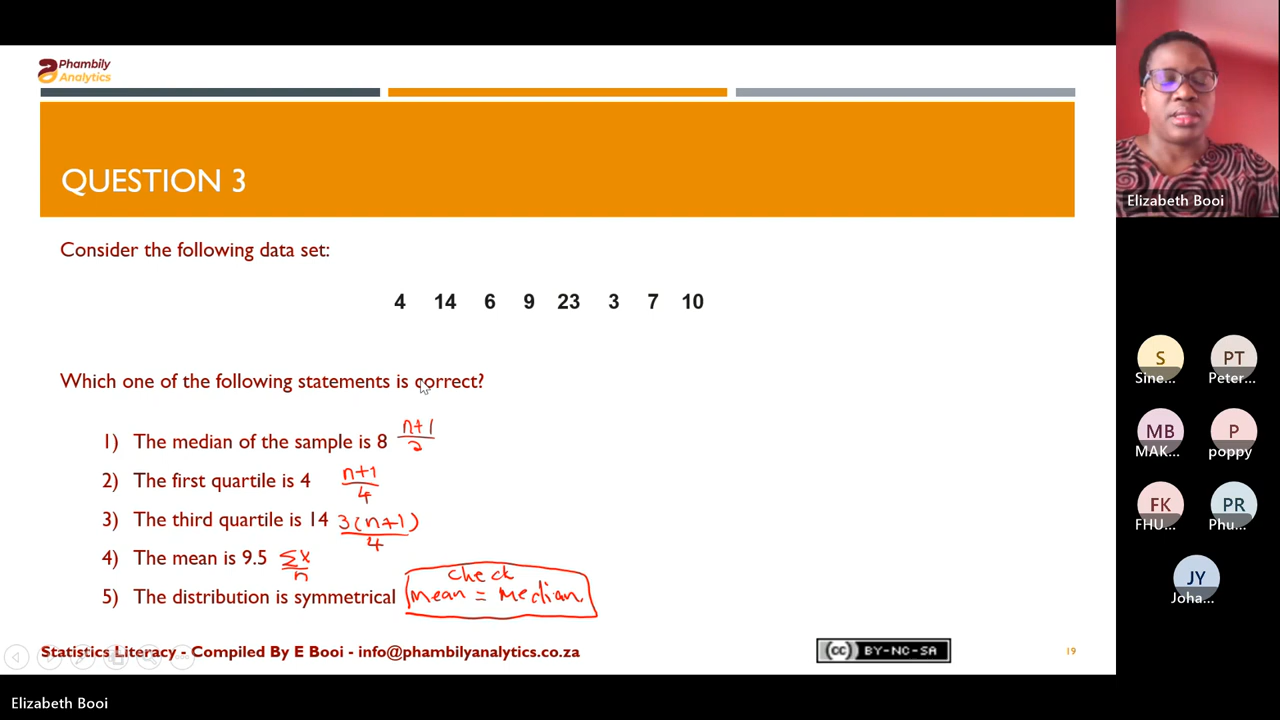 Phambily
Analytics
QUESTION 3
Elizabeth Booi
Consider the following data set:
4 14 6 9 23 3 7 10
Which one of the following statements is correct?
1) The median of the sample is 8 n+1/2
2) The first quartile is 4 n+1/4
3) The third quartile is 14 3(n+1)/4
4) The mean is 9.5 Σx/n
5) The distribution is symmetrical check
mean = Median
S
Sine...
PT
Peter...
MB
MAK...
P
poppy
FK
FHU...
PR
Phu...
JY
Joha...
Statistics Literacy - Compiled By E Booi - info@phambilyanalytics.co.za
cc BY-NC-SA
19
Elizabeth Booi